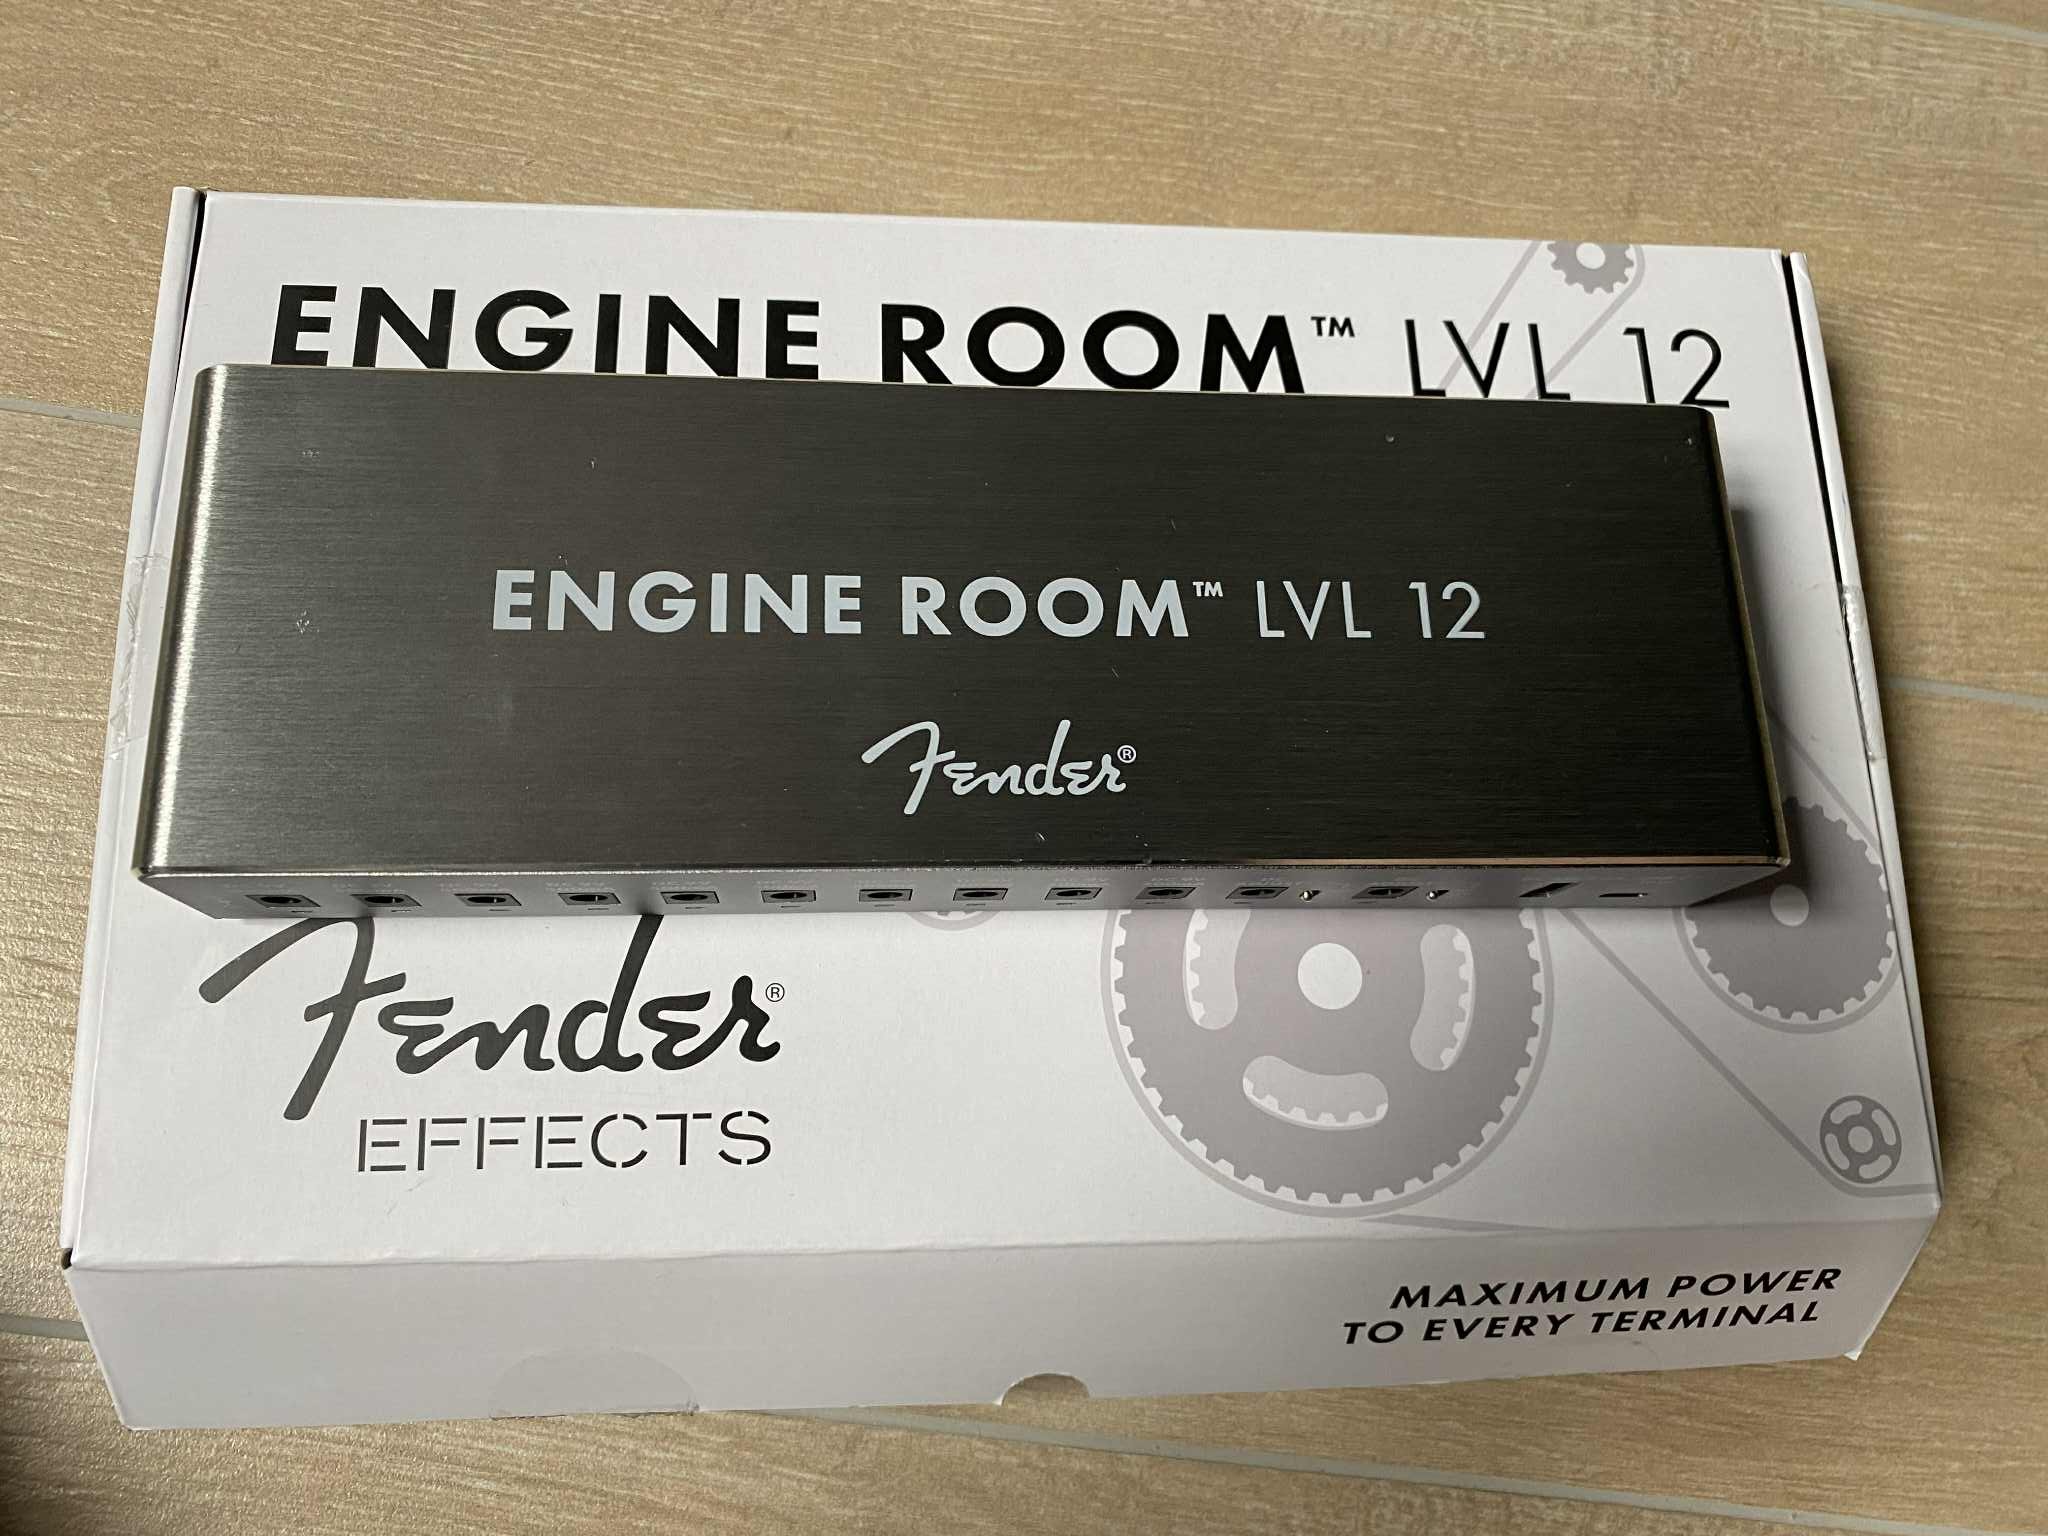 ENGINE ROOM™ LVL 12
ENGINE ROOM™ LVL 12
Fender®
Fender®
EFFECTS
MAXIMUM POWER
TO EVERY TERMINAL